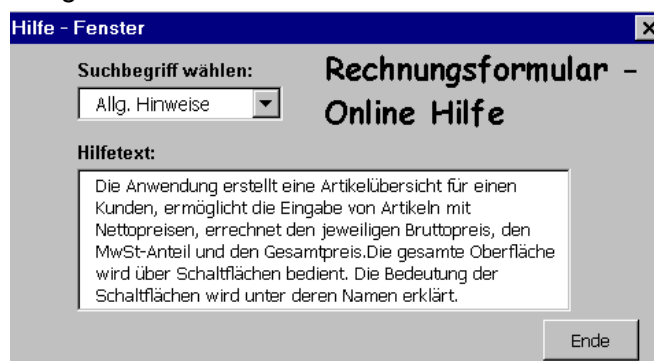 Hilfe - Fenster
Suchbegriff wählen:
Rechnungsformular -
Online Hilfe
Allg. Hinweise
Hilfetext:
Die Anwendung erstellt eine Artikelübersicht für einen
Kunden, ermöglicht die Eingabe von Artikeln mit
Nettopreisen, errechnet den jeweiligen Bruttopreis, den
MwSt-Anteil und den Gesamtpreis.Die gesamte Oberfläche
wird über Schaltflächen bedient. Die Bedeutung der
Schaltflächen wird unter deren Namen erklärt.
Ende